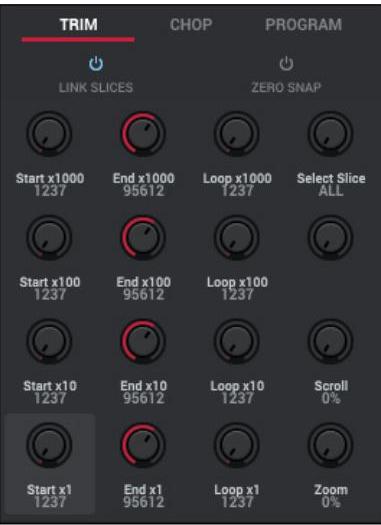 TRIM CHOP PROGRAM
LINK SLICES ZERO SNAP
Start x1000 End x1000 Loop x1000 Select Slice
1237 95612 1237 ALL
Start x100 End x100 Loop x100
1237 95612 1237
Start x10 End x10 Loop x10 Scroll
1237 95612 1237 0%
Start x1 End x1 Loop x1 Zoom
1237 95612 1237 0%